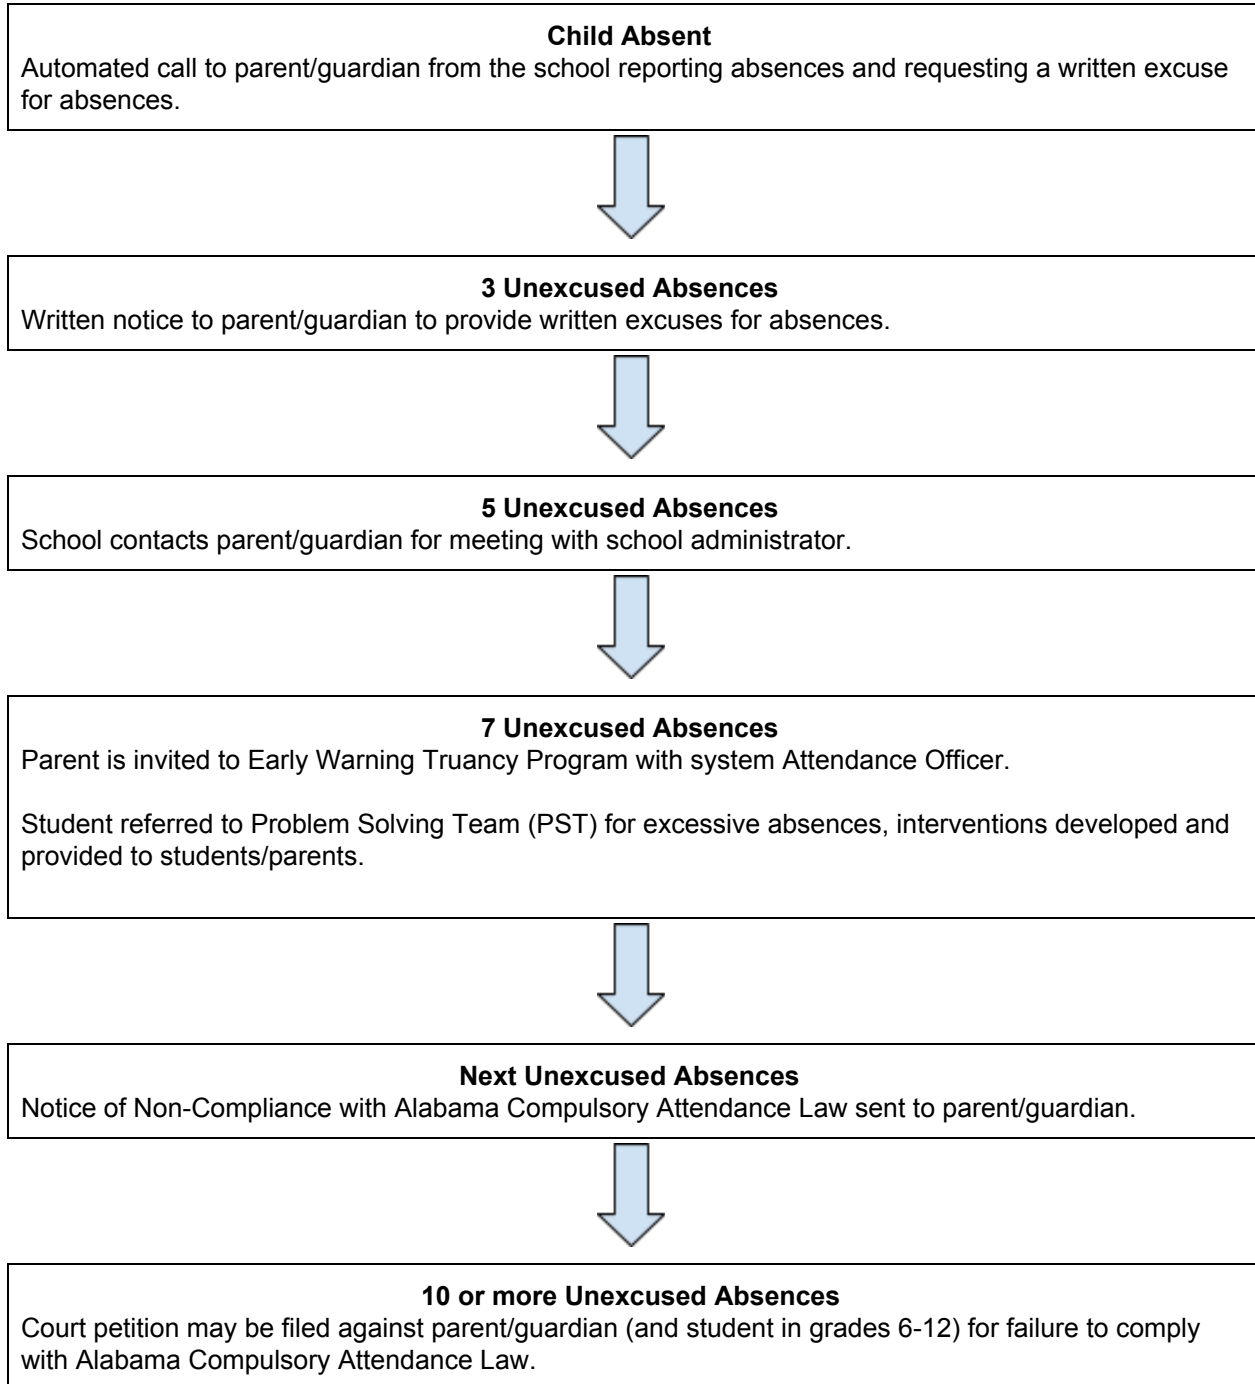 Child Absent
Automated call to parent/guardian from the school reporting absences and requesting a written excuse
for absences.
3 Unexcused Absences
Written notice to parent/guardian to provide written excuses for absences.
5 Unexcused Absences
School contacts parent/guardian for meeting with school administrator.
7 Unexcused Absences
Parent is invited to Early Warning Truancy Program with system Attendance Officer.
Student referred to Problem Solving Team (PST) for excessive absences, interventions developed and
provided to students/parents.
Next Unexcused Absences
Notice of Non-Compliance with Alabama Compulsory Attendance Law sent to parent/guardian.
10 or more Unexcused Absences
Court petition may be filed against parent/guardian (and student in grades 6-12) for failure to comply
with Alabama Compulsory Attendance Law.